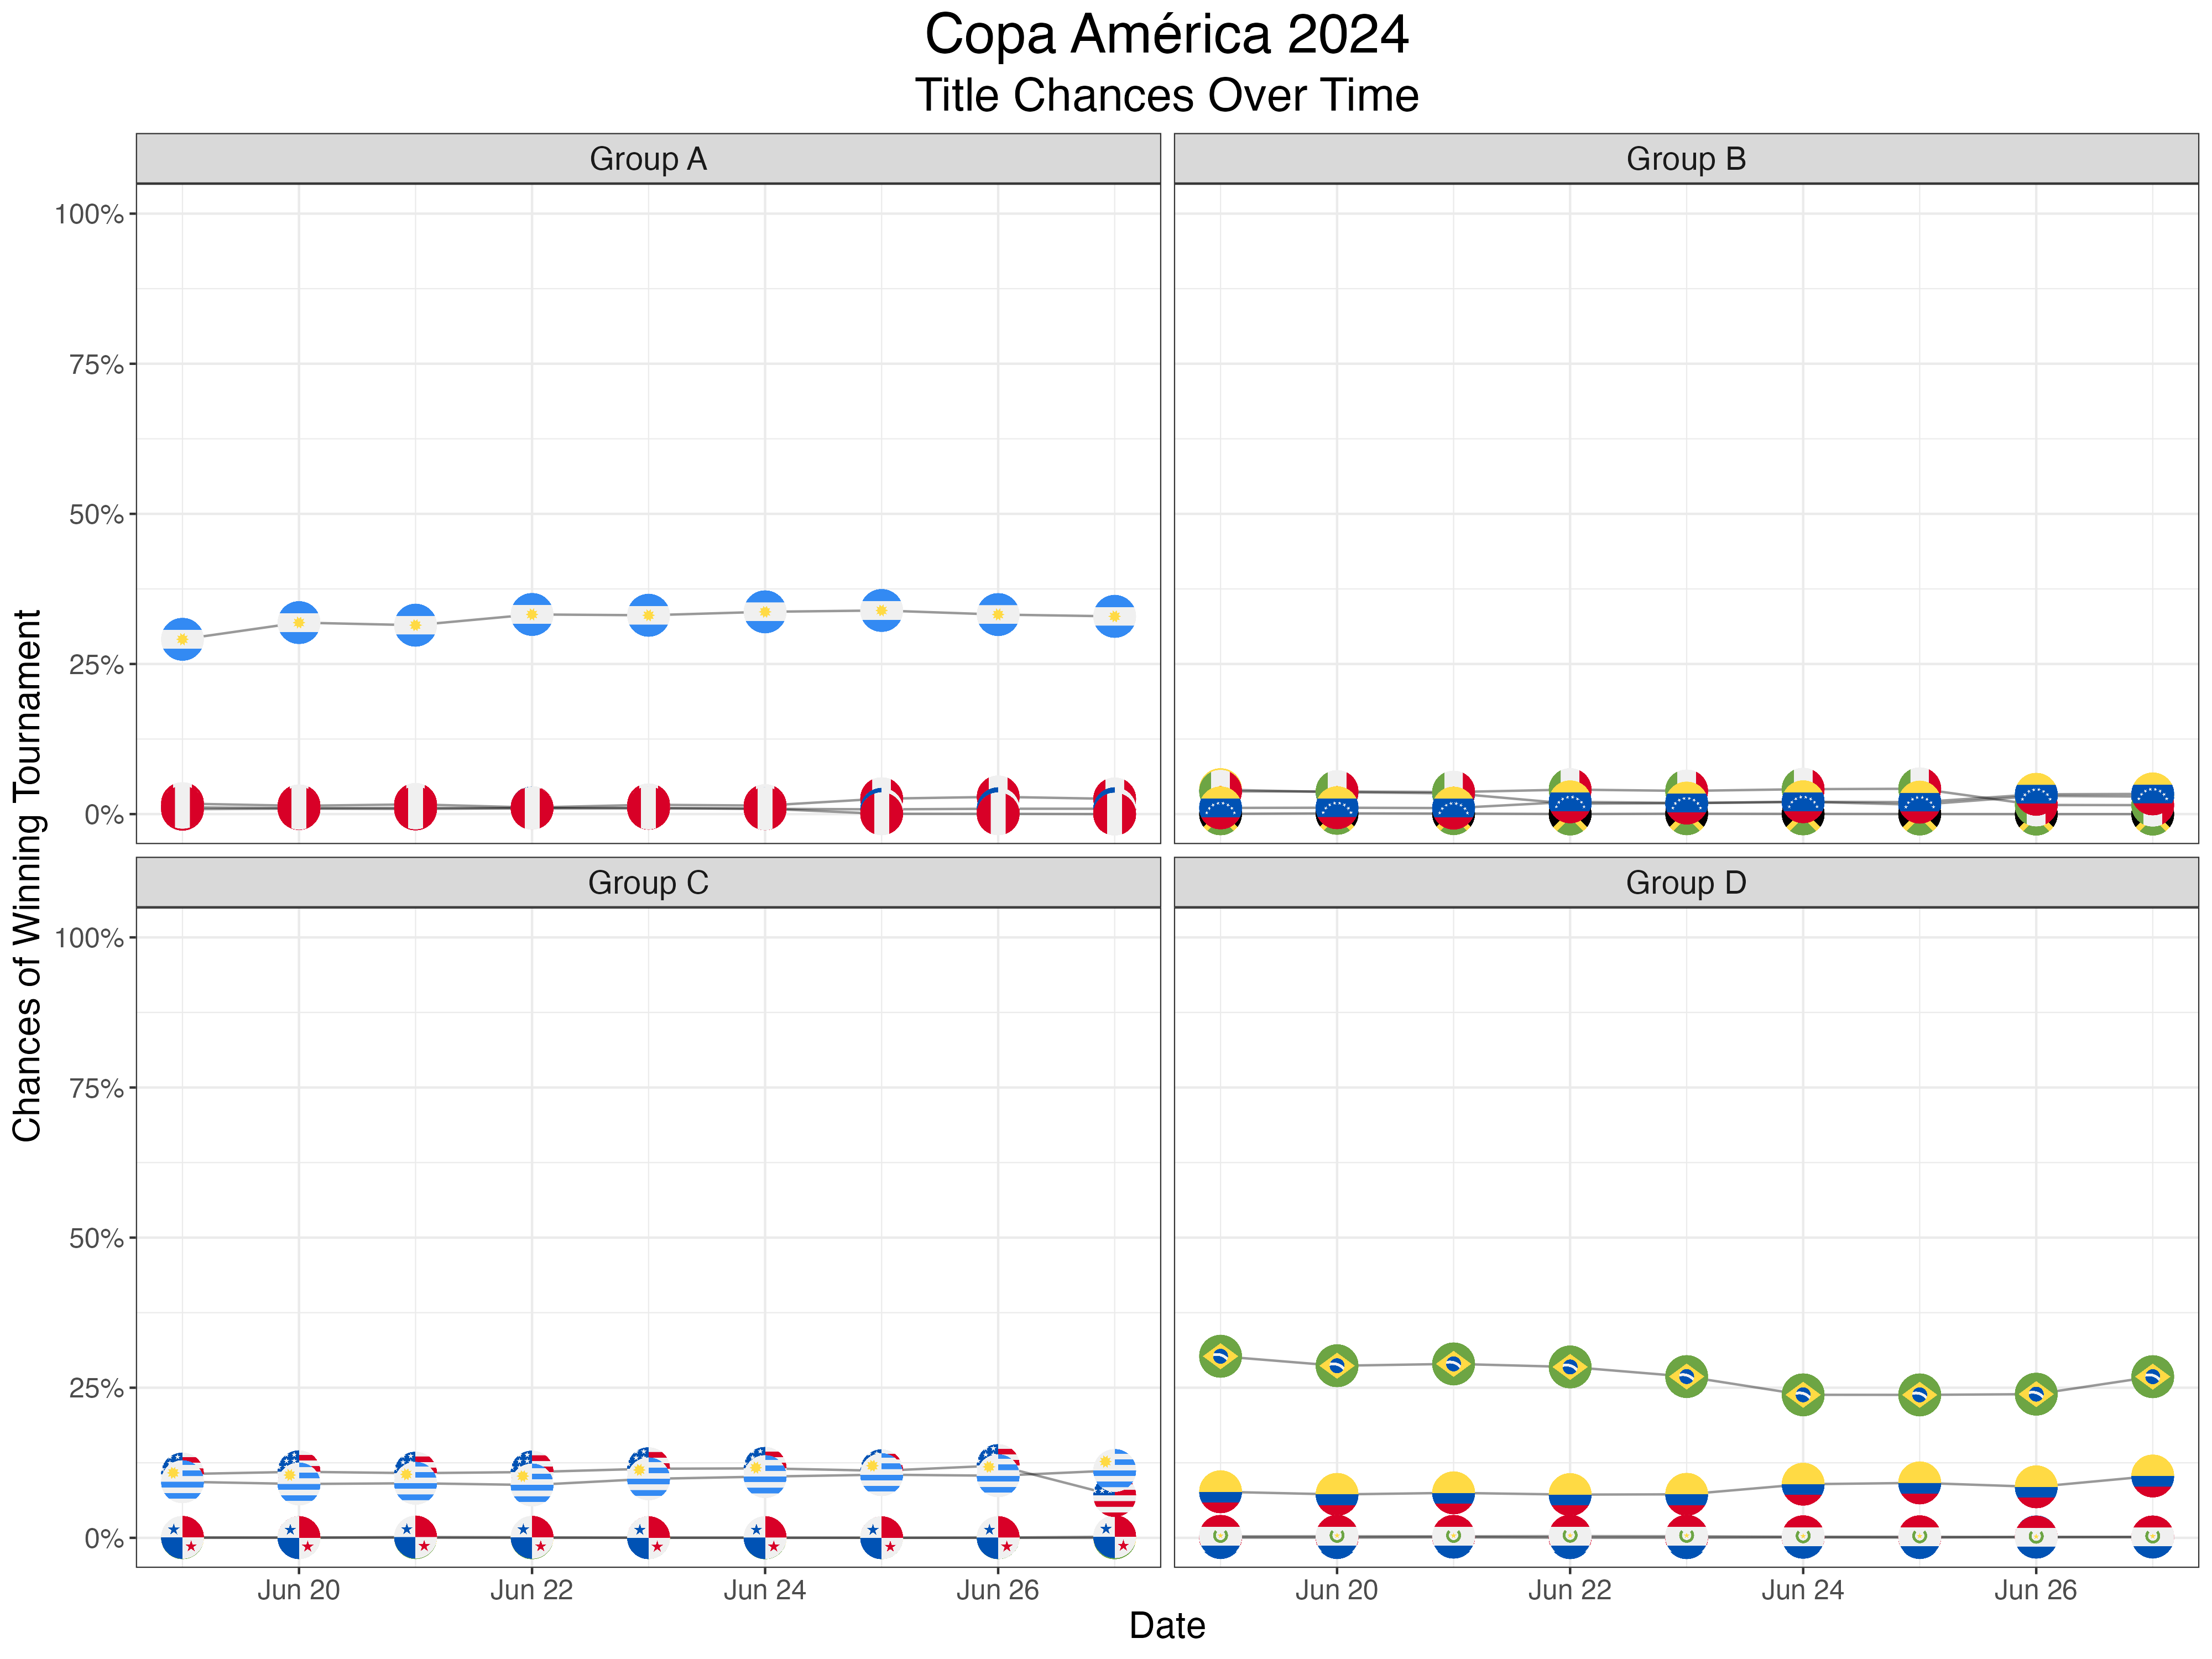 Copa América 2024
Title Chances Over Time
Group A
Group B
100%
75%
50%
25%
0%
Group C
Group D
100%
75%
50%
25%
0%
Jun 20
Jun 22
Jun 24
Jun 26
Jun 20
Jun 22
Jun 24
Jun 26
Date
Chances of Winning Tournament